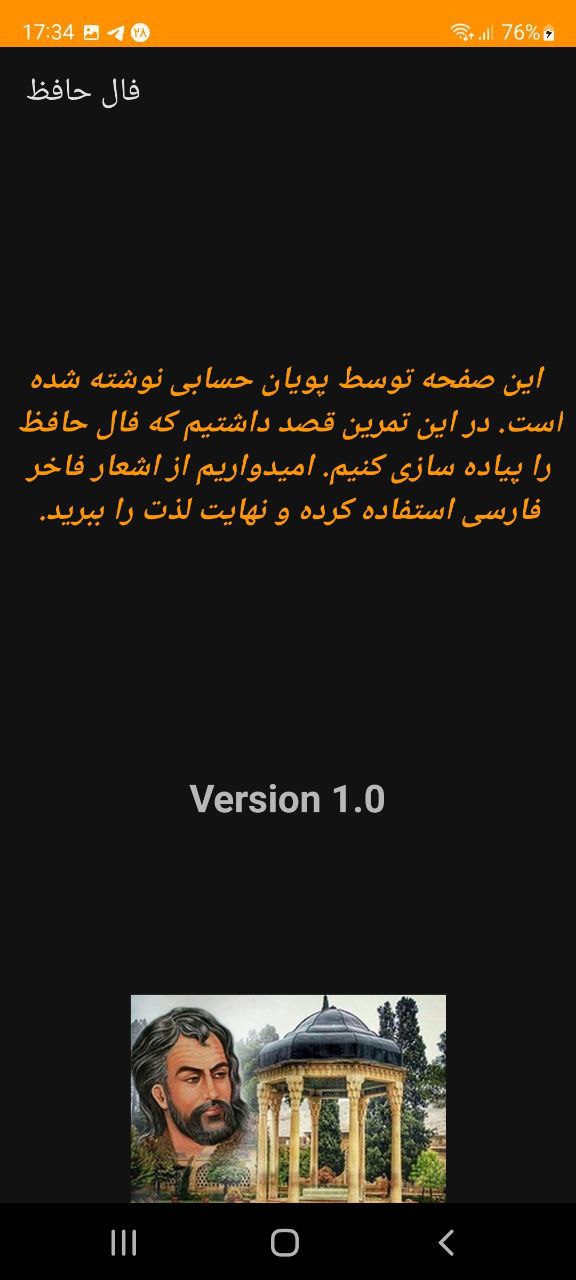 17:34 ۲۸ 76%
فال حافظ
این صفحه توسط پویان حسابی نوشته شده
است. در این تمرین قصد داشتیم که فال حافظ
را پیاده سازی کنیم. امیدواریم از اشعار فاخر
فارسی استفاده کرده و نهایت لذت را ببرید.
Version 1.0